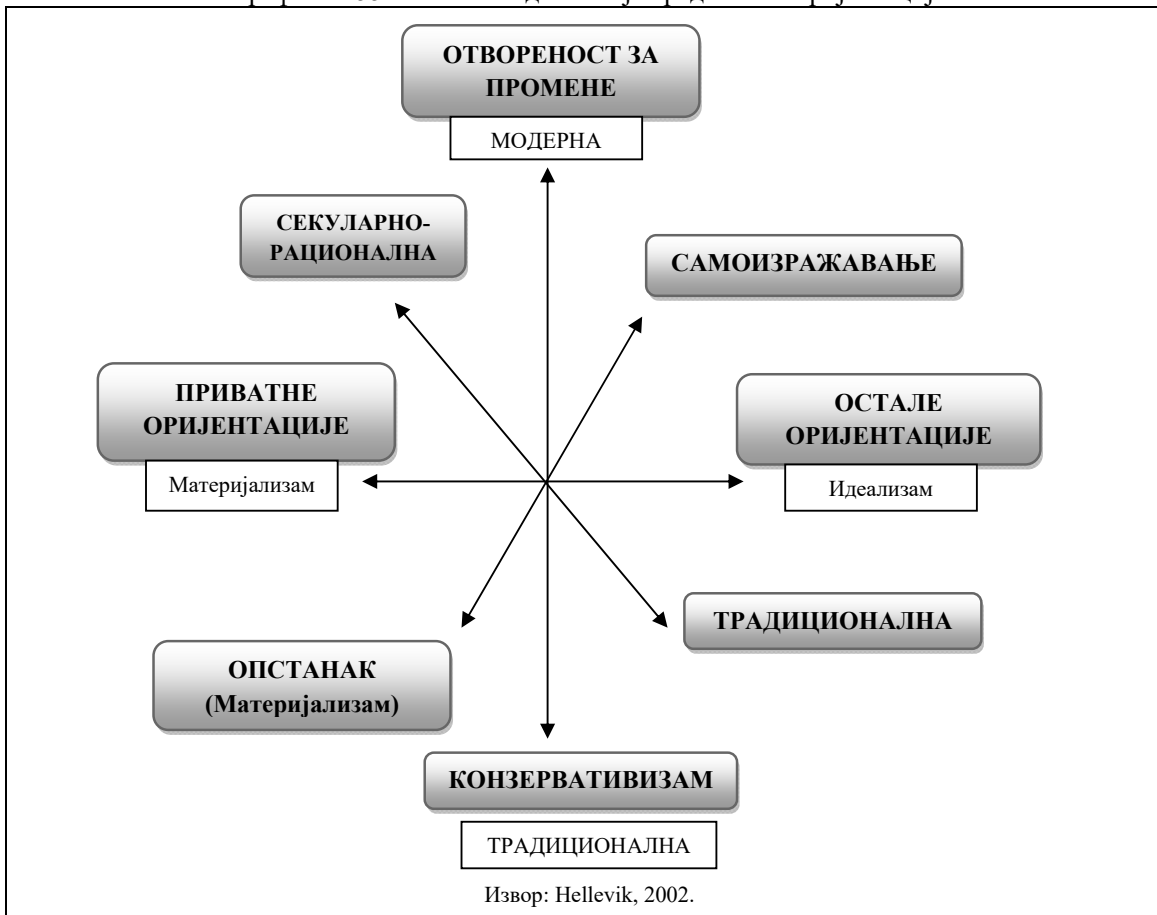 ОТВОРЕНОСТ ЗА
ПРОМЕНЕ
МОДЕРНА
СЕКУЛАРНО-
РАЦИОНАЛНА
САМОИЗРАЖАВАЊЕ
ПРИВАТНЕ
ОРИЈЕНТАЦИЈЕ
Материјализам
ОСТАЛЕ
ОРИЈЕНТАЦИЈЕ
Идеализам
ТРАДИЦИОНАЛНА
ОПСТАНАК
(Материјализам)
КОНЗЕРВАТИВИЗАМ
ТРАДИЦИОНАЛНА
Извор: Hellevik, 2002.